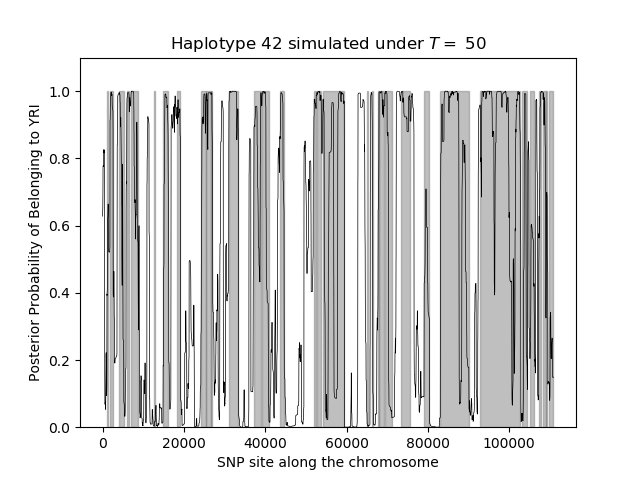 Haplotype 42 simulated under T = 50
Posterior Probability of Belonging to YRI
1.0
0.8
0.6
0.4
0.2
0.0
0 20000 40000 60000 80000 100000
SNP site along the chromosome